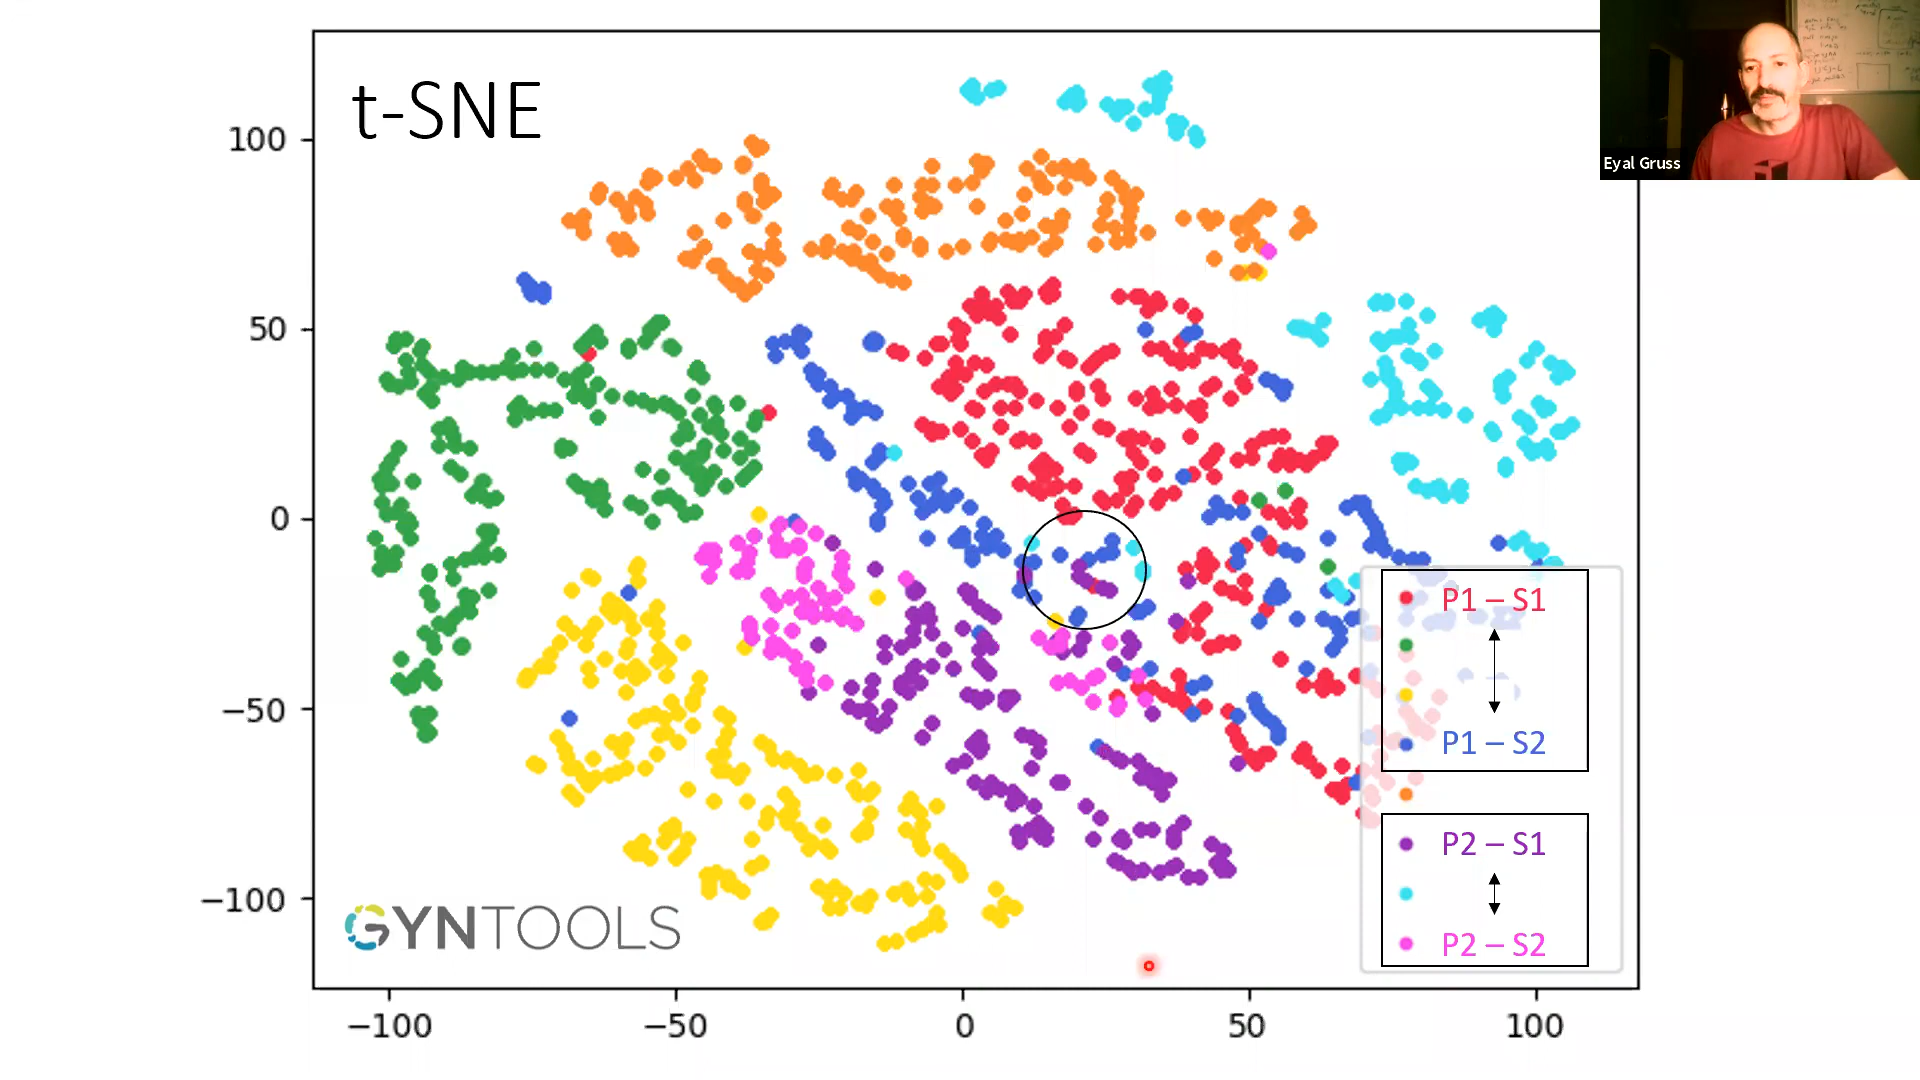 t-SNE
Eyal Gruss
100
50
0
−50
−100
P1 – S1
P1 – S2
P2 – S1
P2 – S2
GYNTOOLS
−100
−50
0
50
100